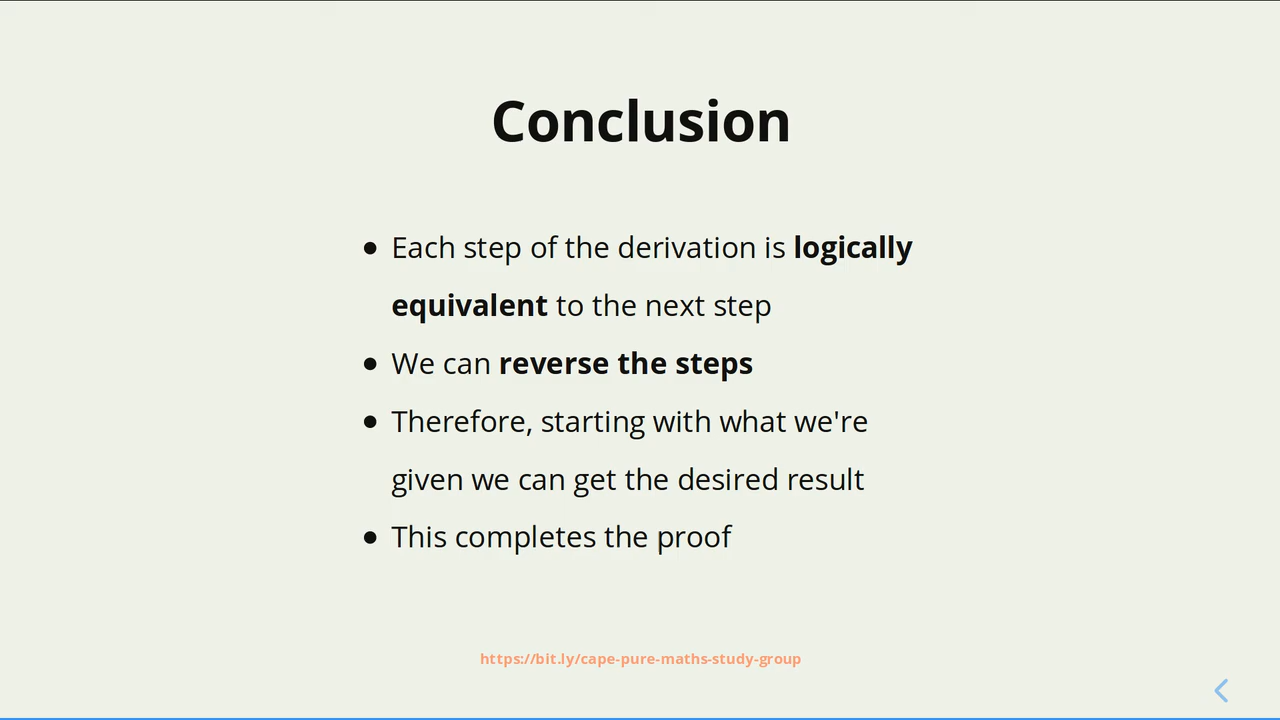 Conclusion
• Each step of the derivation is logically
equivalent to the next step
• We can reverse the steps
• Therefore, starting with what we're
given we can get the desired result
• This completes the proof
https://bit.ly/cape-pure-maths-study-group